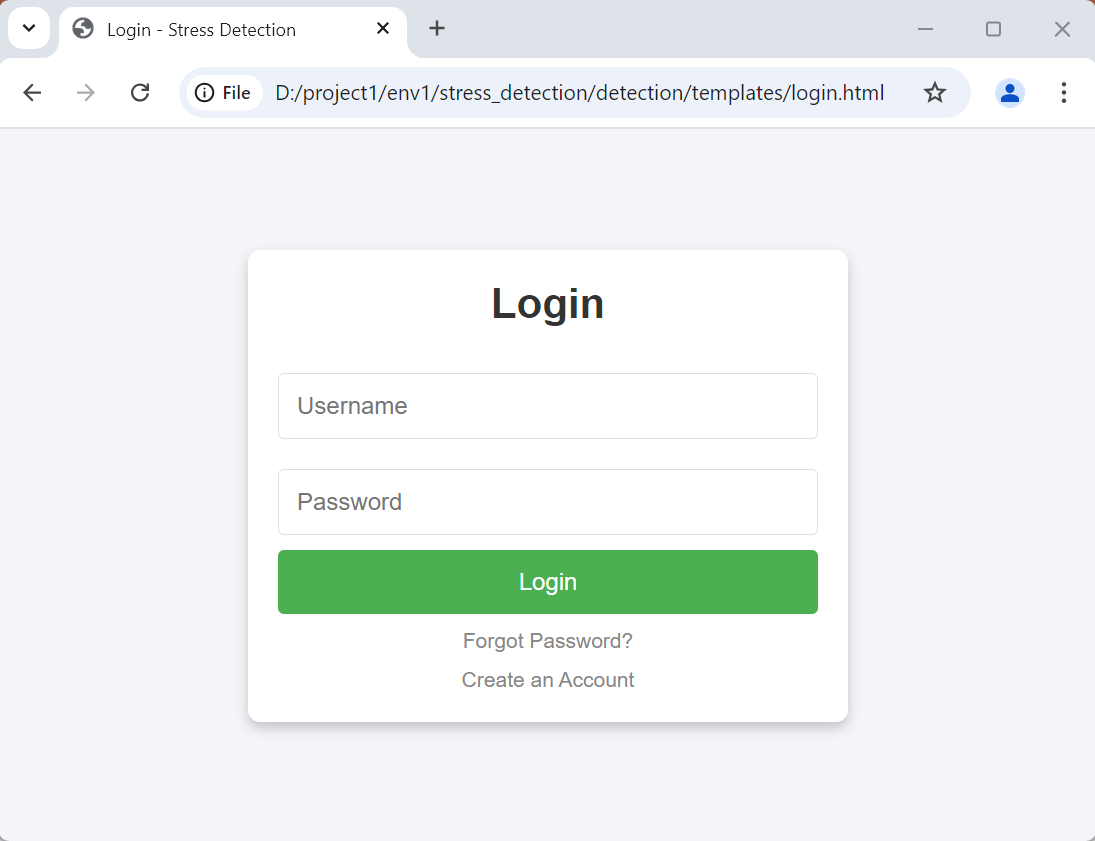 Login - Stress Detection
File D:/project1/env1/stress_detection/detection/templates/login.html
Login
Username
Password
Login
Forgot Password?
Create an Account